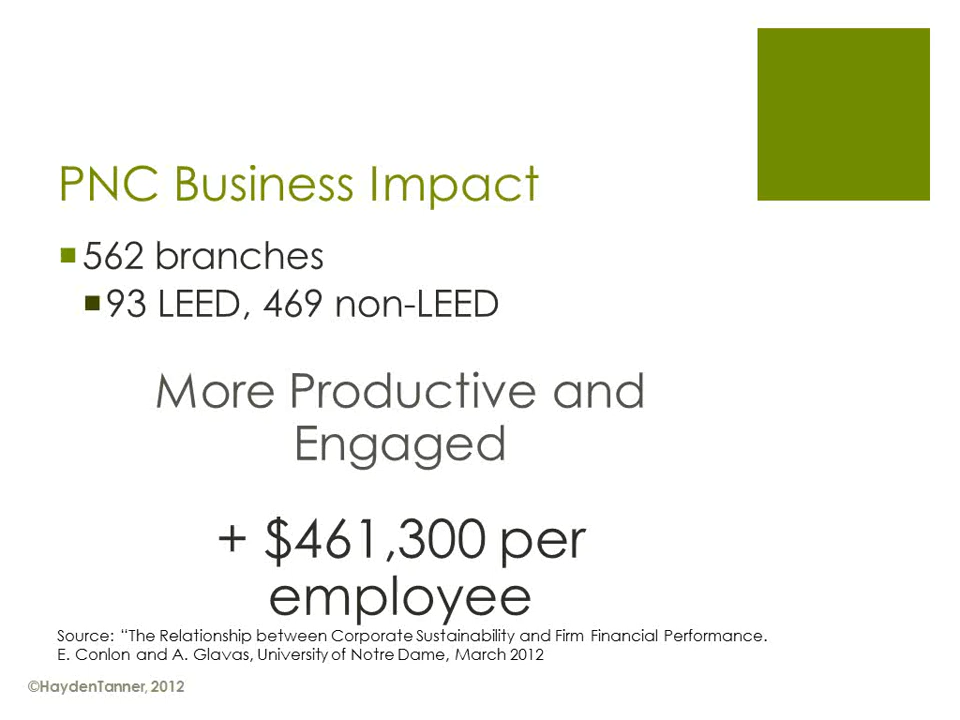 PNC Business Impact
562 branches
93 LEED, 469 non-LEED
More Productive and
Engaged
+ $461,300 per
employee
Source: “The Relationship between Corporate Sustainability and Firm Financial Performance.
E. Conlon and A. Glavas, University of Notre Dame, March 2012
©HaydenTanner, 2012